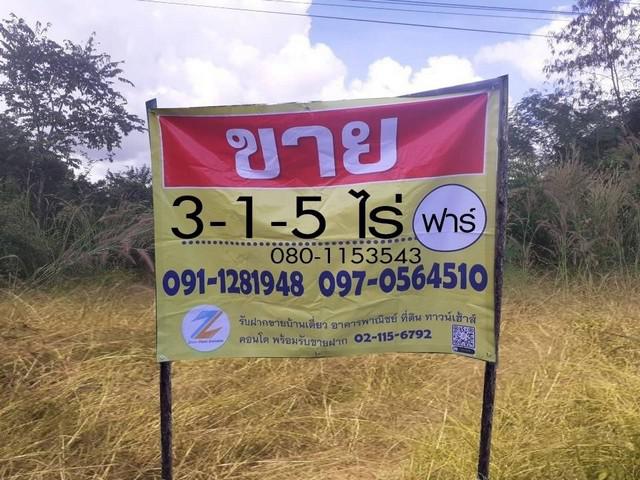 ขาย
3-1-5 ไร่ ฟาร์
080-1153543
091-1281948 097-0564510
รับฝากขายบ้านเดี่ยว อาคารพาณิชย์ ที่ดิน ทาวน์เฮ้าส์
คอนโด พร้อมรับขายฝาก 02-115-6792
Z